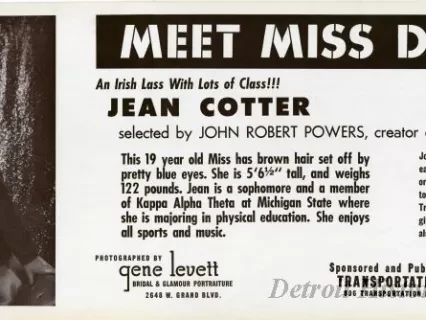 MEET MISS D
An Irish Lass With Lots of Class!!!
JEAN COTTER
selected by JOHN ROBERT POWERS, creator
This 19 year old Miss has brown hair set off by
pretty blue eyes. She is 5'6½" tall, and weighs
122 pounds. Jean is a sophomore and a member
of Kappa Alpha Theta at Michigan State where
she is majoring in physical education. She enjoys
all sports and music.
PHOTOGRAPHED BY
gene levett
BRIDAL & GLAMOUR PORTRAITURE
2648 W. GRAND BLVD.
Sponsored and Pub
TRANSPORTATI
Detro